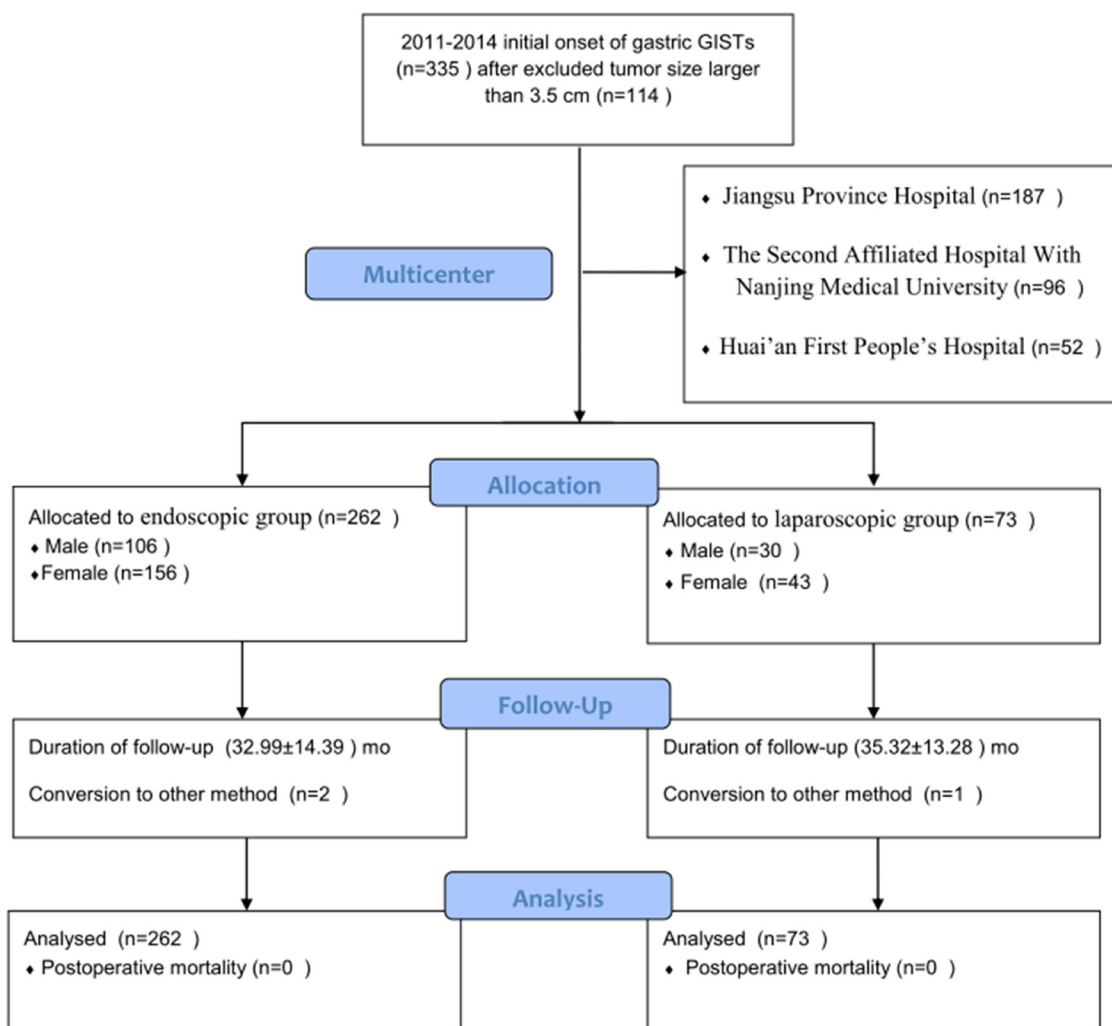 2011-2014 initial onset of gastric GISTs
(n=335 ) after excluded tumor size larger
than 3.5 cm (n=114 )
Multicenter
♦ Jiangsu Province Hospital (n=187 )
♦ The Second Affiliated Hospital With
Nanjing Medical University (n=96 )
♦ Huai’an First People’s Hospital (n=52 )
Allocation
Allocated to endoscopic group (n=262 )
♦ Male (n=106 )
♦Female (n=156 )
Allocated to laparoscopic group (n=73 )
♦ Male (n=30 )
♦ Female (n=43 )
Follow-Up
Duration of follow-up (32.99±14.39 ) mo
Conversion to other method (n=2 )
Duration of follow-up (35.32±13.28 ) mo
Conversion to other method (n=1 )
Analysis
Analysed (n=262 )
♦ Postoperative mortality (n=0 )
Analysed (n=73 )
♦ Postoperative mortality (n=0 )